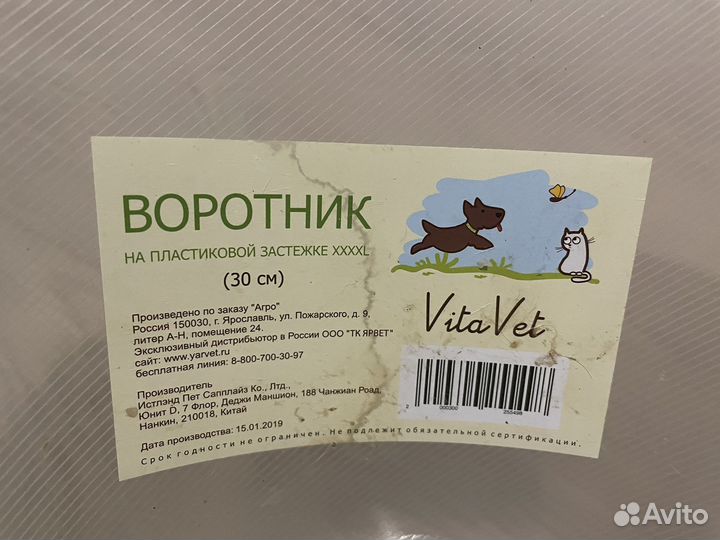 ВОРОТНИК
НА ПЛАСТИКОВОЙ ЗАСТЕЖКЕ XXXXL
(30 см)
Произведено по заказу "Агро"
Россия 150030, г. Ярославль, ул. Пожарского, д. 9,
литер А-Н, помещение 24.
Эксклюзивный дистрибьютор в России ООО "ТК ЯРВЕТ"
сайт: www.yarvet.ru
бесплатная линия: 8-800-700-30-97
Производитель
Истлэнд Пет Сапплайз Ко., Лтд.,
Юнит D, 7 Флор, Деджи Маншион, 188 Чанжиан Роад,
Нанкин, 210018, Китай
Дата производства: 15.01.2019
Срок годности не ограничен. Не подлежит обязательной сертификации.
VitaVet
2 000300 255498
Avito